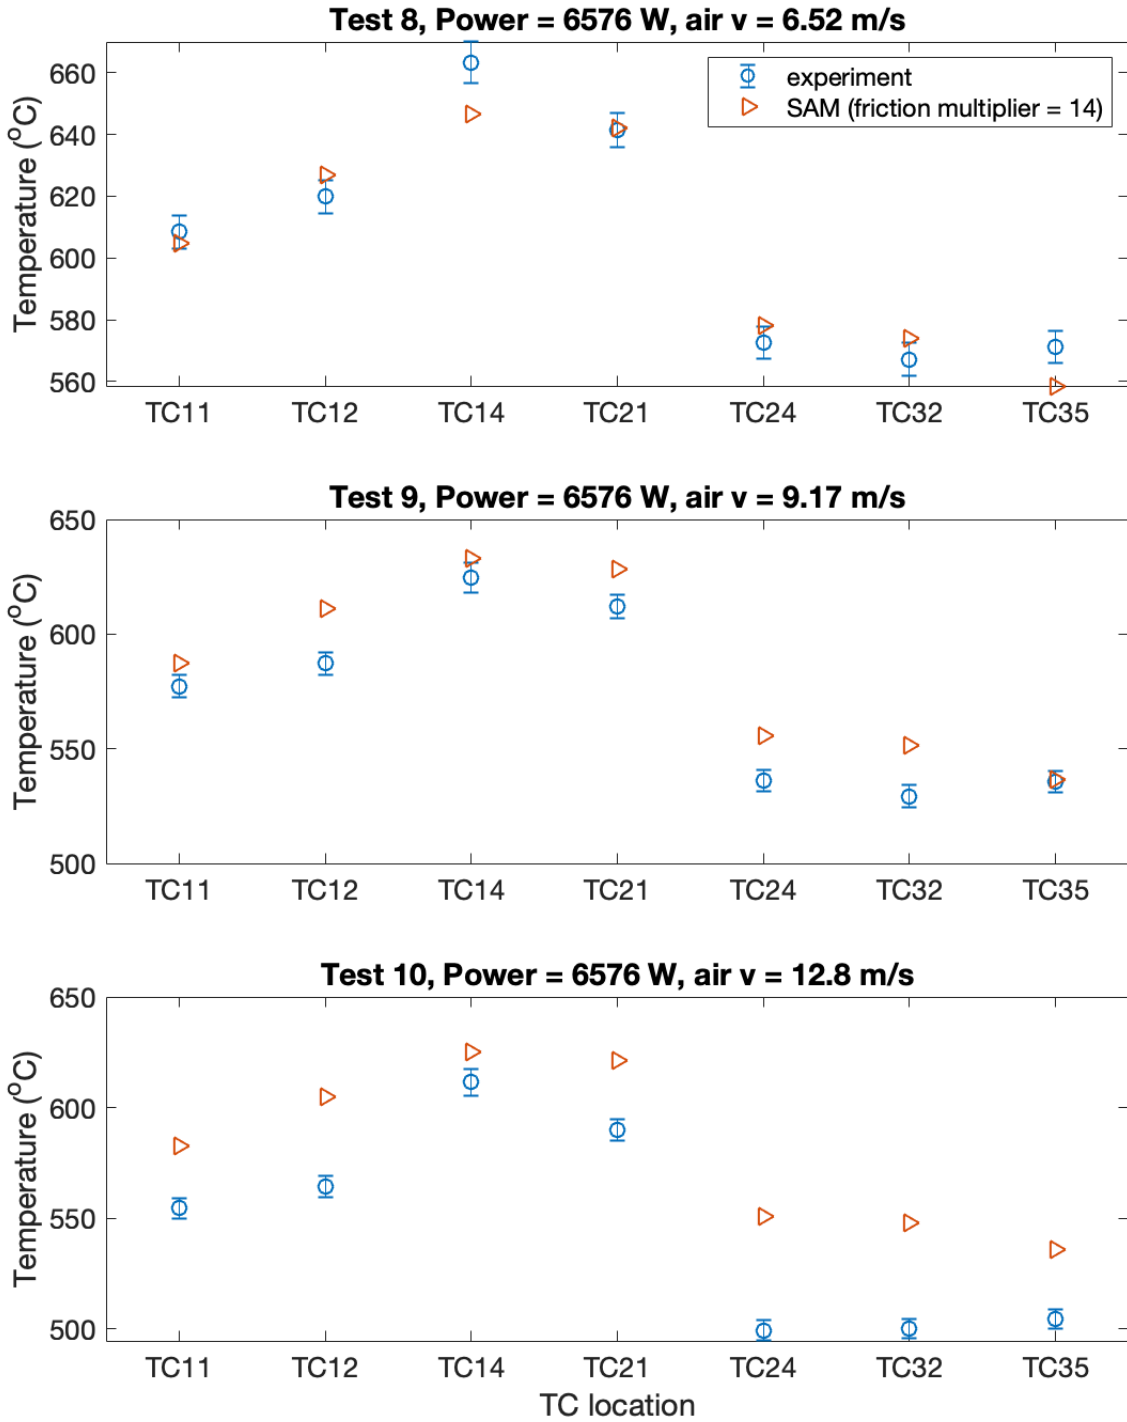 Test 8, Power = 6576 W, air v = 6.52 m/s
Temperature (°C)
660
640
620
600
580
560
experiment
SAM (friction multiplier = 14)
TC11 TC12 TC14 TC21 TC24 TC32 TC35
Test 9, Power = 6576 W, air v = 9.17 m/s
Temperature (°C)
650
600
550
500
TC11 TC12 TC14 TC21 TC24 TC32 TC35
Test 10, Power = 6576 W, air v = 12.8 m/s
Temperature (°C)
650
600
550
500
TC11 TC12 TC14 TC21 TC24 TC32 TC35
TC location